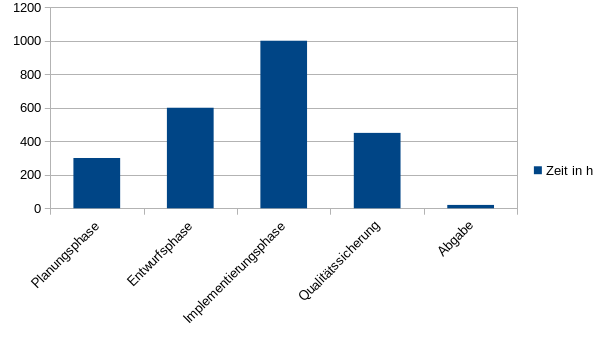 1200
1000
800
600
400
200
0
Planungsphase
Entwurfsphase
Implementierungsphase
Qualitätssicherung
Abgabe
Zeit in h